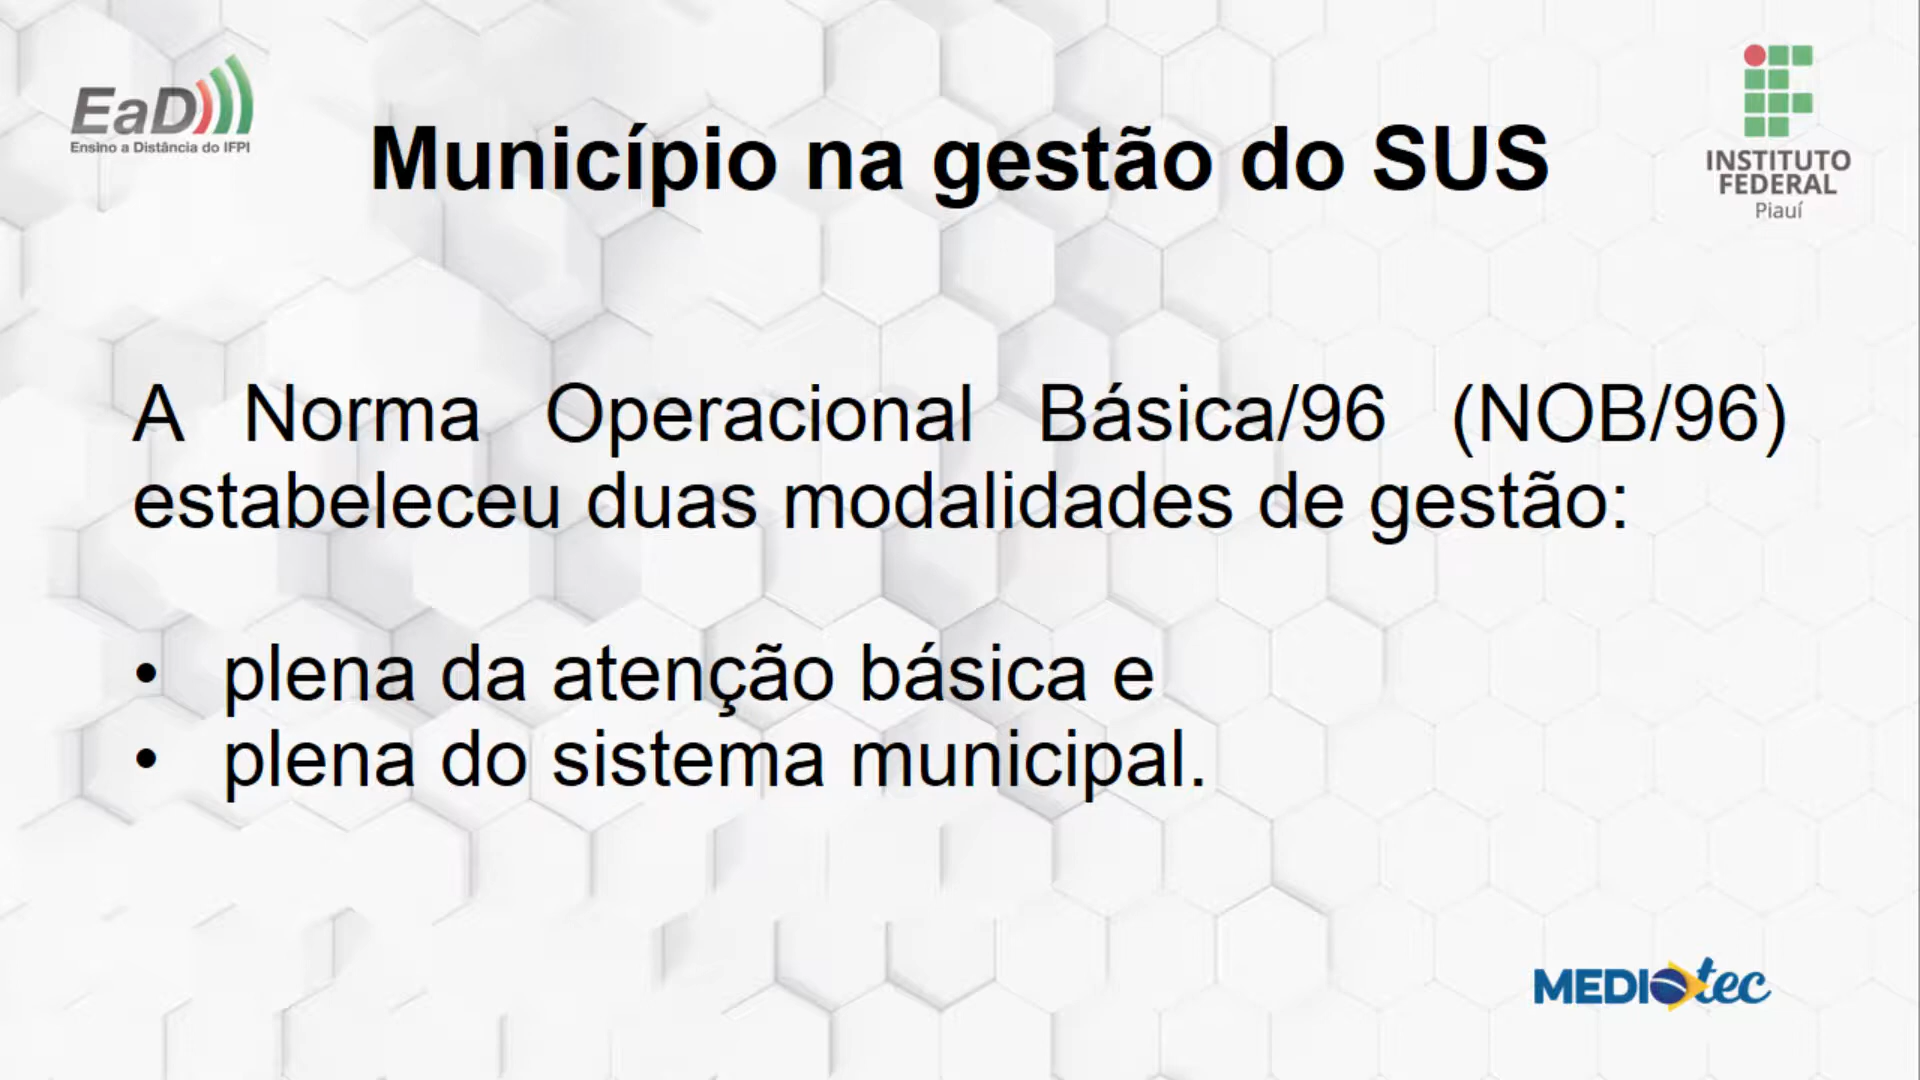 EaD
Ensino a Distância do IFPI
INSTITUTO
FEDERAL
Piauí
Município na gestão do SUS
A Norma Operacional Básica/96 (NOB/96)
estabeleceu duas modalidades de gestão:
• plena da atenção básica e
• plena do sistema municipal.
MEDIOtec